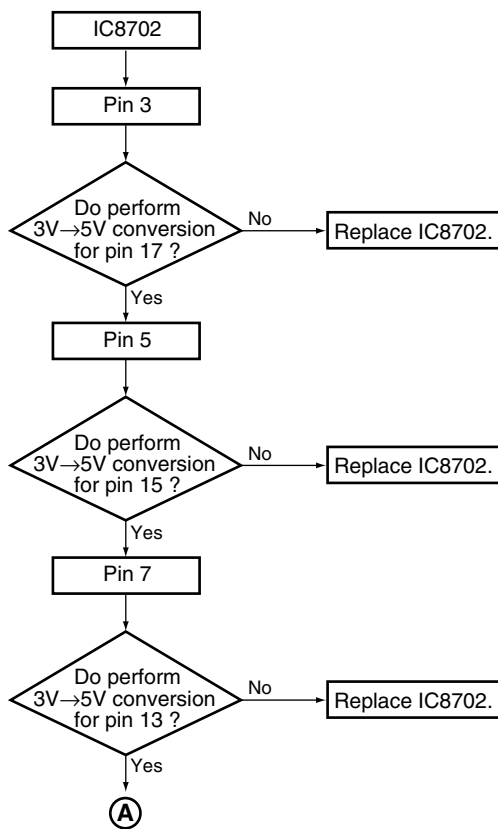 IC8702
Pin 3
Do perform
3V→5V conversion
for pin 17 ?
No
Replace IC8702.
Yes
Pin 5
Do perform
3V→5V conversion
for pin 15 ?
No
Replace IC8702.
Yes
Pin 7
Do perform
3V→5V conversion
for pin 13 ?
No
Replace IC8702.
Yes
A